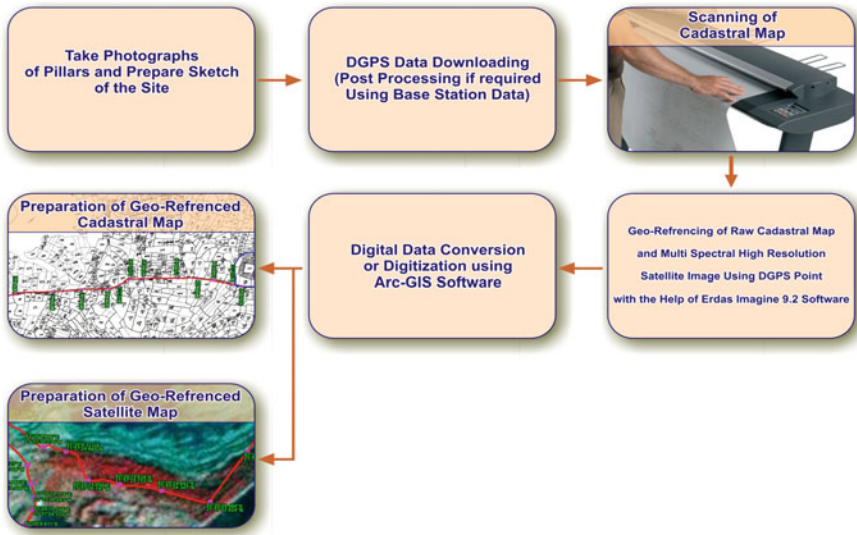 Take Photographs
of Pillars and Prepare Sketch
of the Site
DGPS Data Downloading
(Post Processing if required
Using Base Station Data)
Scanning of
Cadastral Map
Geo-Refrencing of Raw Cadastral Map
and Multi Spectral High Resolution
Satellite Image Using DGPS Point
with the Help of Erdas Imagine 9.2 Software
Digital Data Conversion
or Digitization using
Arc-GIS Software
Preparation of Geo-Refrenced
Cadastral Map
Preparation of Geo-Refrenced
Satellite Map